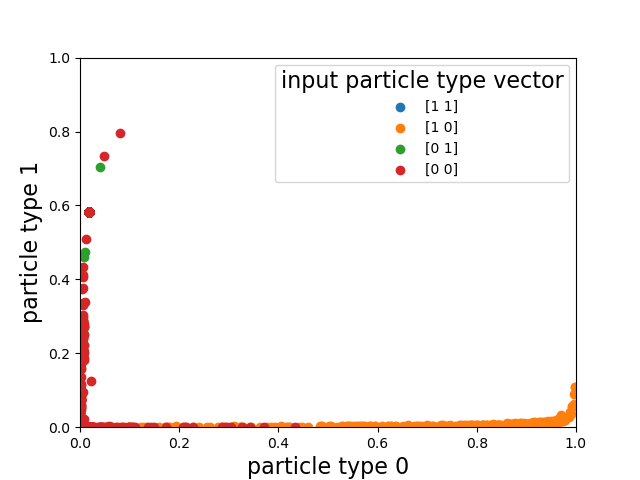 1.0
0.8
0.6
0.4
0.2
0.0
particle type 1
input particle type vector
[1 1]
[1 0]
[0 1]
[0 0]
0.0 0.2 0.4 0.6 0.8 1.0
particle type 0